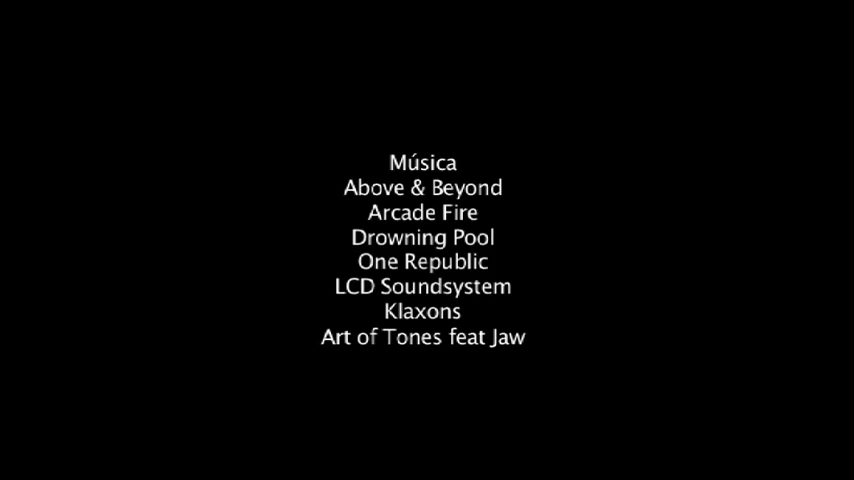 Música
Above & Beyond
Arcade Fire
Drowning Pool
One Republic
LCD Soundsystem
Klaxons
Art of Tones feat Jaw